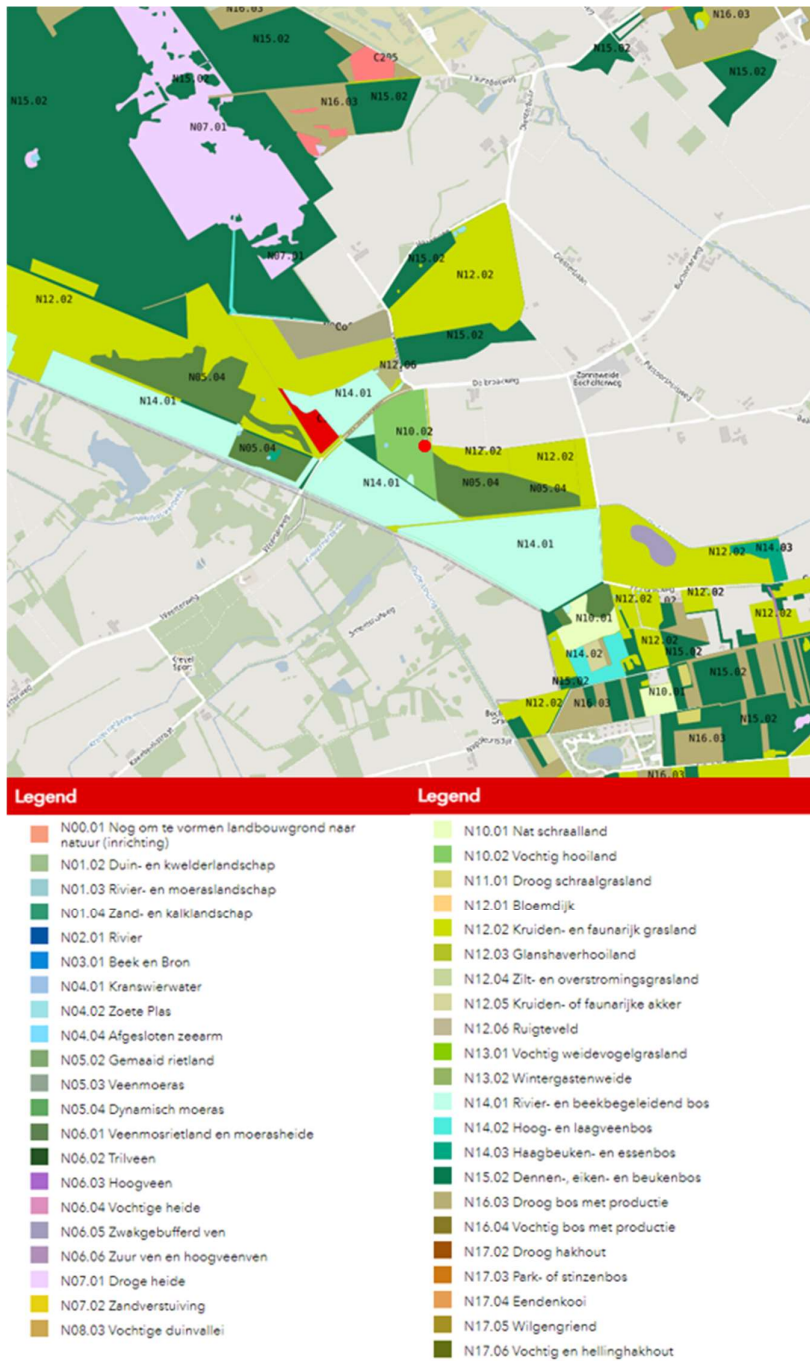 N16.03
N15.02
C205
N15.02
N15.02
N15.02
N15.02
N16.03
N15.02
N15.02
N07.01
N07.01
N15.02
N12.02
N12.02
N15.02
N12.06
N05.04
N14.01
N14.01
N10.02
Zonneweide
Bocholterweg
N12.02
N12.02
N05.04
N14.01
N05.04
N05.04
N14.01
N12.02
N14.03
N12.02
N12.02
N12.02
N10.01
N12.02
N14.02
N15.02
N15.02
N15.02
N10.01
N12.02
N16.03
N15.02
N16.03
N16.03
Legend
N00.01 Nog om te vormen landbouwgrond naar
natuur (inrichting)
N01.02 Duin- en kwelderlandschap
N01.03 Rivier- en moeraslandschap
N01.04 Zand- en kalklandschap
N02.01 Rivier
N03.01 Beek en Bron
N04.01 Kranswierwater
N04.02 Zoete Plas
N04.04 Afgesloten zeearm
N05.02 Gemaaid rietland
N05.03 Veenmoeras
N05.04 Dynamisch moeras
N06.01 Veenmosrietland en moerasheide
N06.02 Trilveen
N06.03 Hoogveen
N06.04 Vochtige heide
N06.05 Zwakgebufferd ven
N06.06 Zuur ven en hoogveenven
N07.01 Droge heide
N07.02 Zandverstuiving
N08.03 Vochtige duinvallei
Legend
N10.01 Nat schraalland
N10.02 Vochtig hooiland
N11.01 Droog schraalgrasland
N12.01 Bloemdijk
N12.02 Kruiden- en faunarijk grasland
N12.03 Glanshaverhooiland
N12.04 Zilt- en overstromingsgrasland
N12.05 Kruiden- of faunarijke akker
N12.06 Ruigteveld
N13.01 Vochtig weidevogelgrasland
N13.02 Wintergastenweide
N14.01 Rivier- en beekbegeleidend bos
N14.02 Hoog- en laagveenbos
N14.03 Haagbeuken- en essenbos
N15.02 Dennen-, eiken- en beukenbos
N16.03 Droog bos met productie
N16.04 Vochtig bos met productie
N17.02 Droog hakhout
N17.03 Park- of stinzenbos
N17.04 Eendenkooi
N17.05 Wilgengriend
N17.06 Vochtig en hellinghakhout